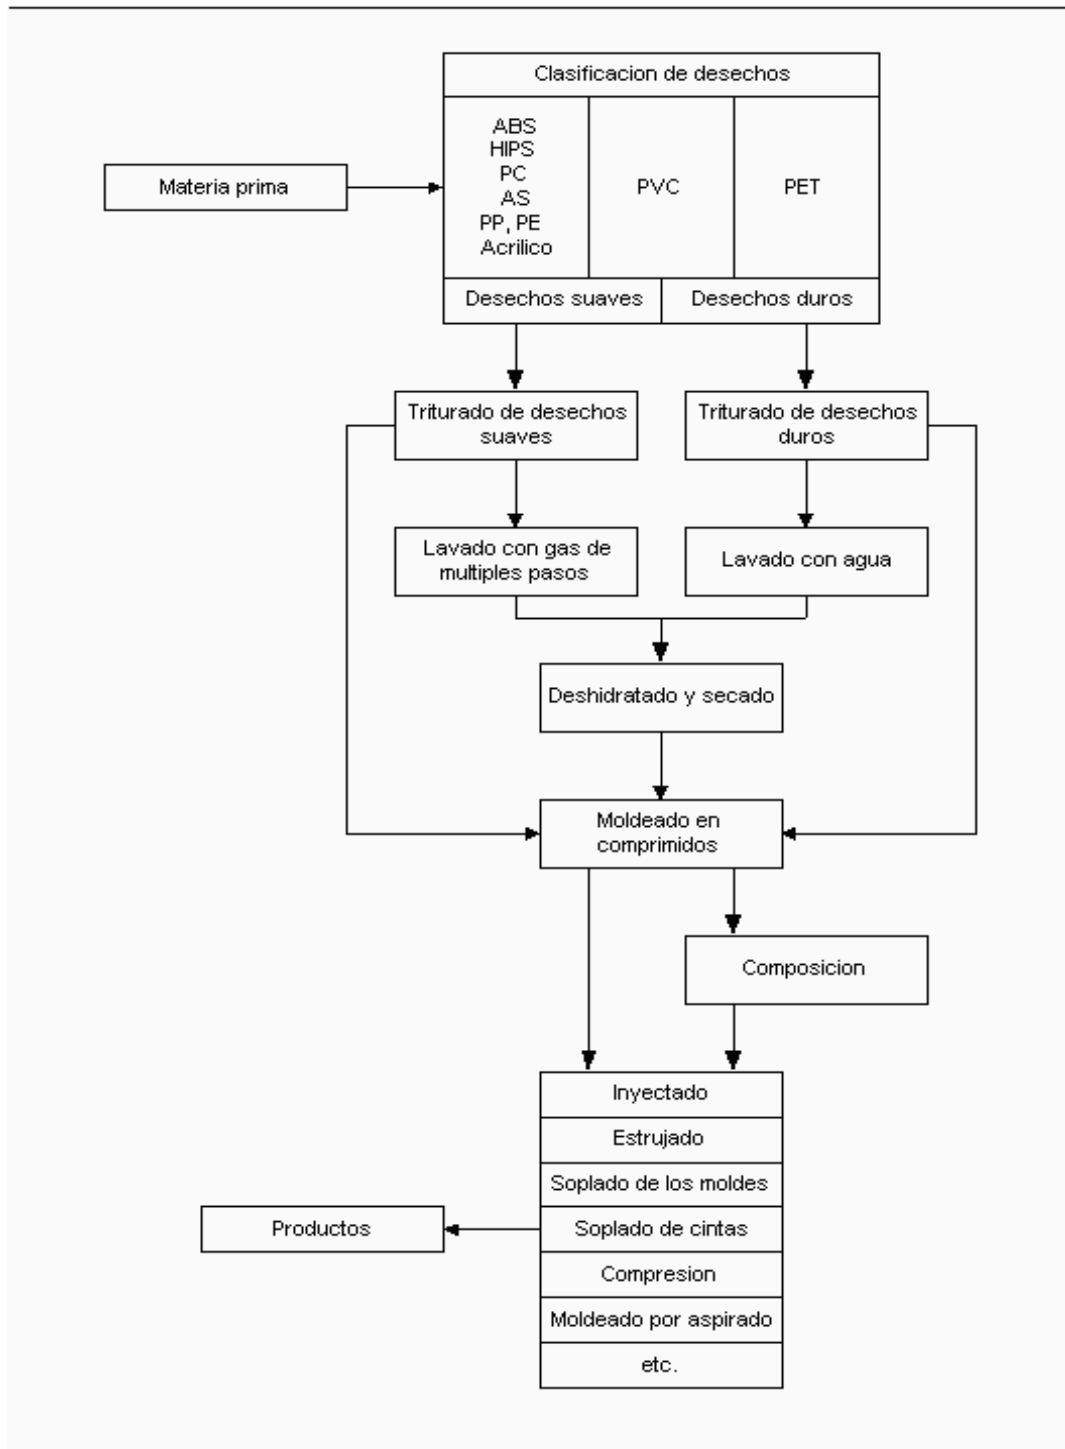 Clasificacion de desechos
Materia prima
ABS
HIPS
PC
AS
PP, PE
Acrilico
PVC
PET
Desechos suaves
Desechos duros
Triturado de desechos
suaves
Triturado de desechos
duros
Lavado con gas de
multiples pasos
Lavado con agua
Deshidratado y secado
Moldeado en
comprimidos
Composicion
Inyectado
Estrujado
Soplado de los moldes
Soplado de cintas
Compresion
Moldeado por aspirado
etc.
Productos